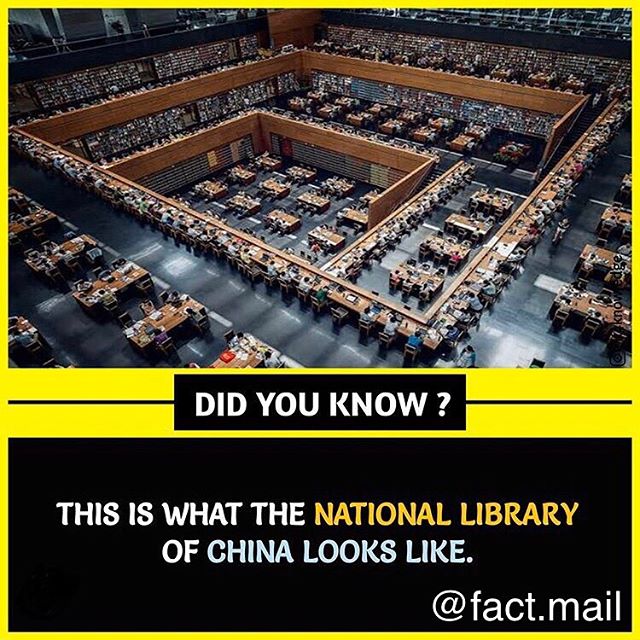 DID YOU KNOW ?
THIS IS WHAT THE NATIONAL LIBRARY
OF CHINA LOOKS LIKE.
@fact.mail